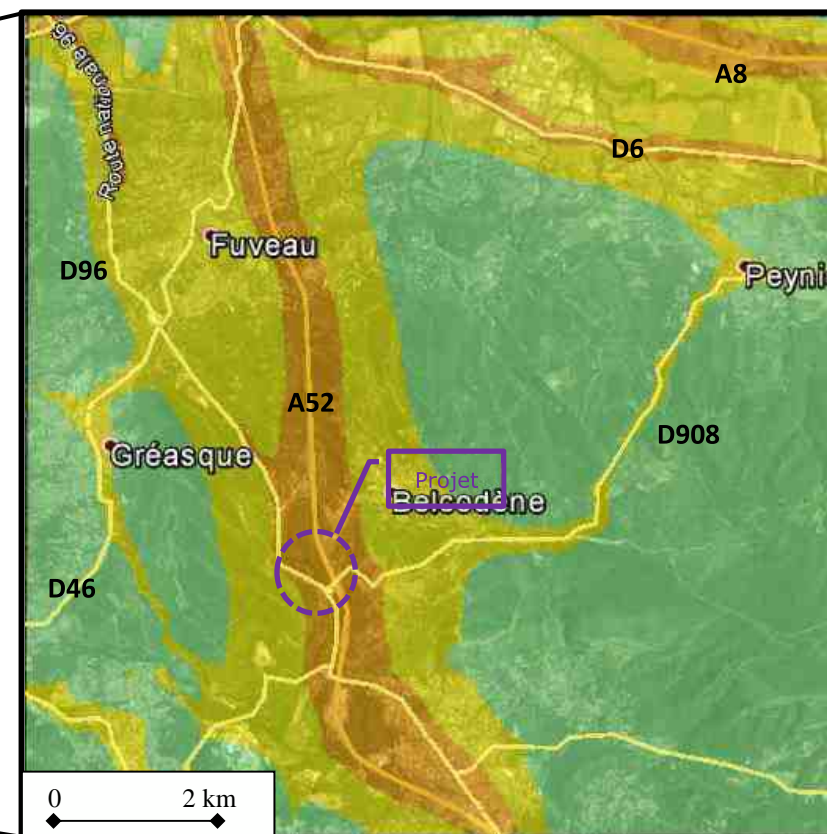 Route nationale 96
A8
D6
Fuveau
D96
Peyni
A52
D908
Gréasque
Projet
Belcodène
D46
0 2 km